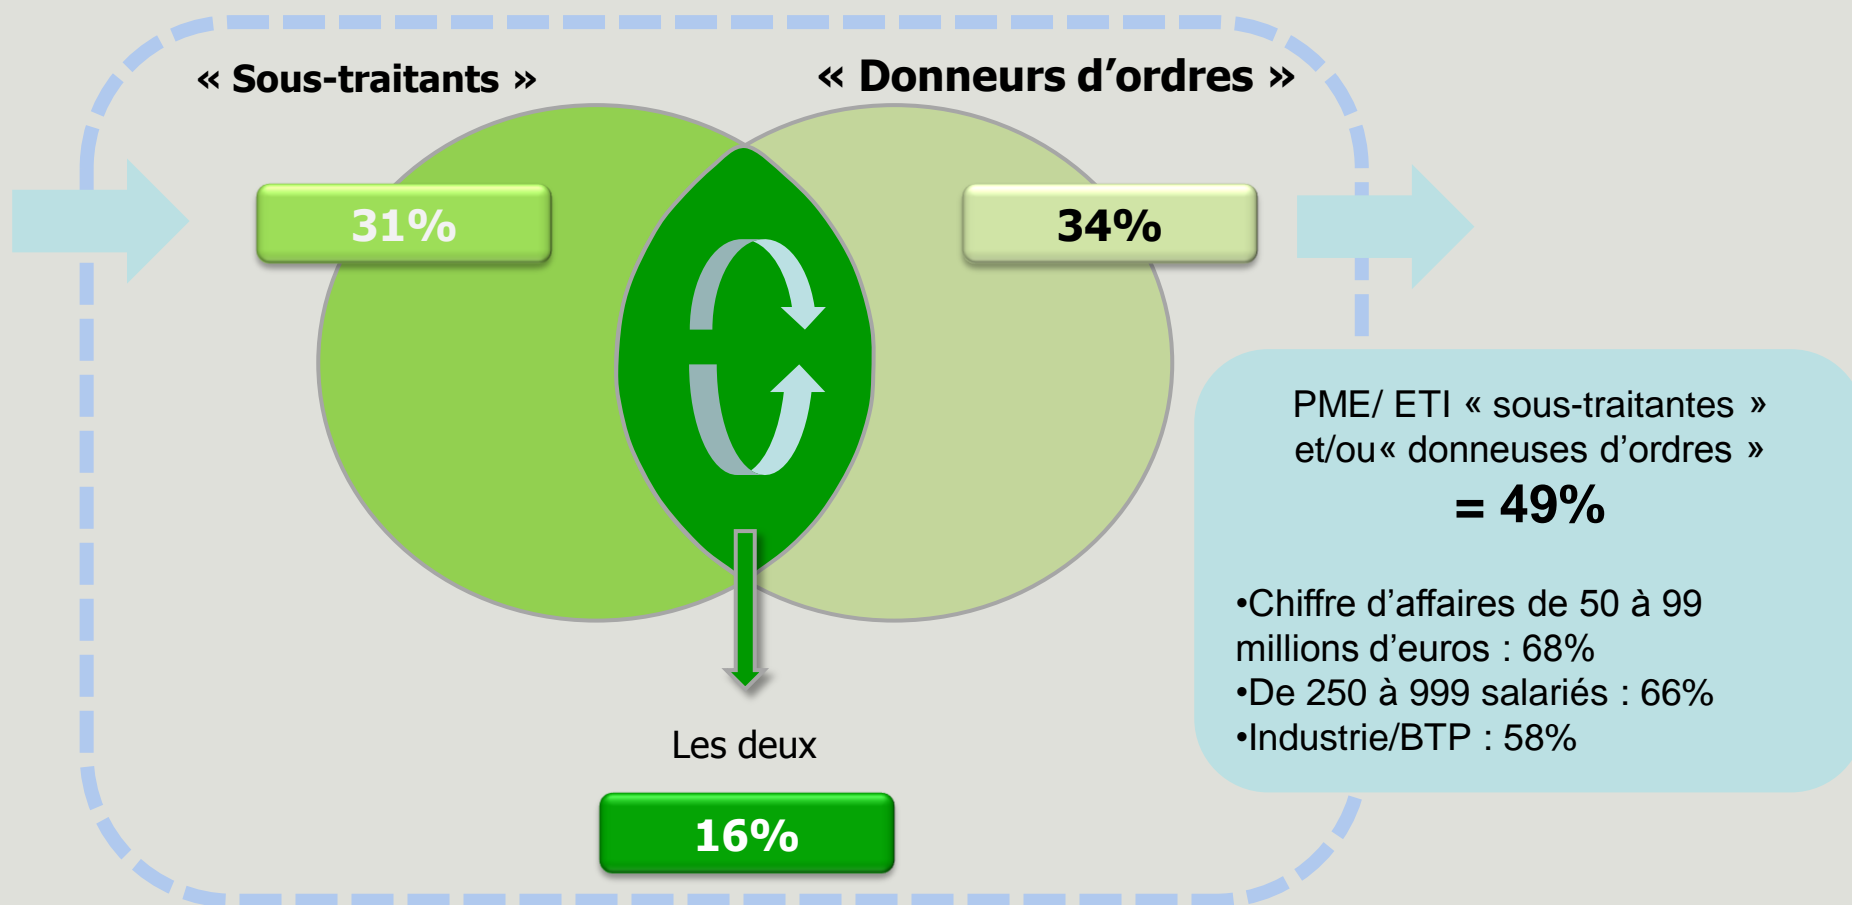 « Sous-traitants »
« Donneurs d’ordres »
31%
34%
PME/ ETI « sous-traitantes »
et/ou« donneuses d’ordres »
= 49%
•Chiffre d’affaires de 50 à 99
millions d’euros : 68%
•De 250 à 999 salariés : 66%
•Industrie/BTP : 58%
Les deux
16%